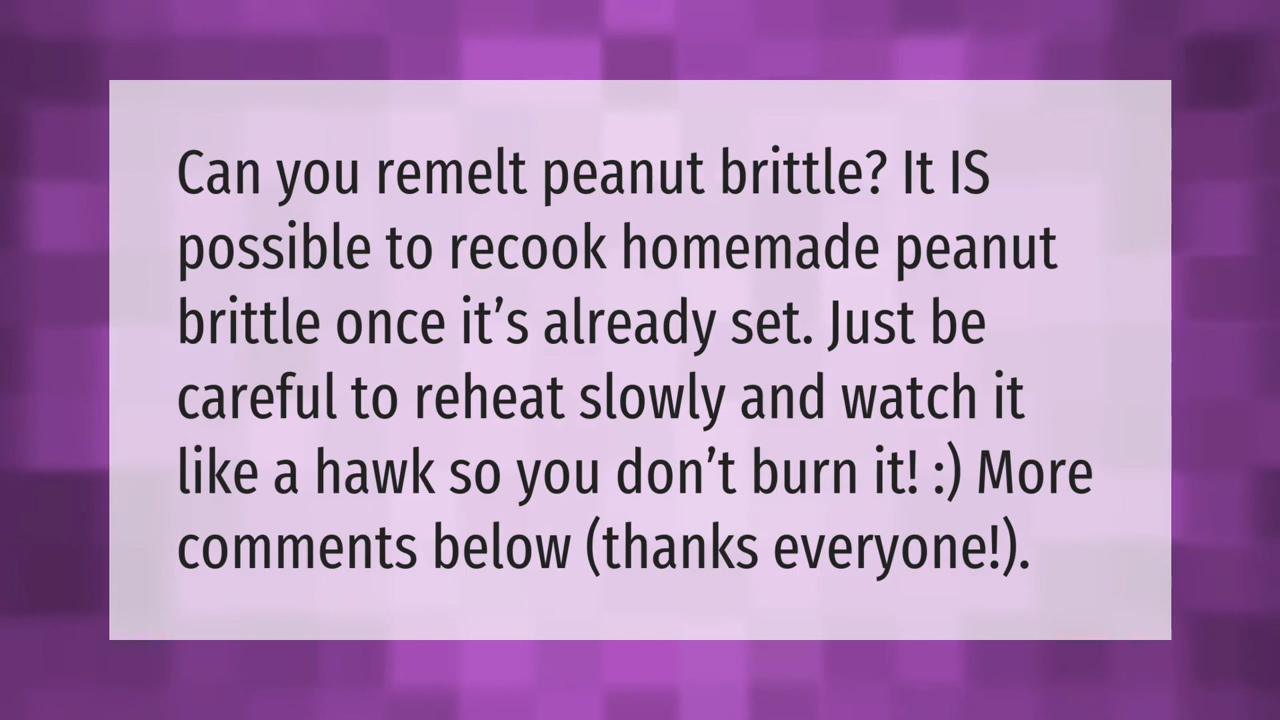 Can you remelt peanut brittle? It IS
possible to recook homemade peanut
brittle once it’s already set. Just be
careful to reheat slowly and watch it
like a hawk so you don’t burn it! :) More
comments below (thanks everyone!).